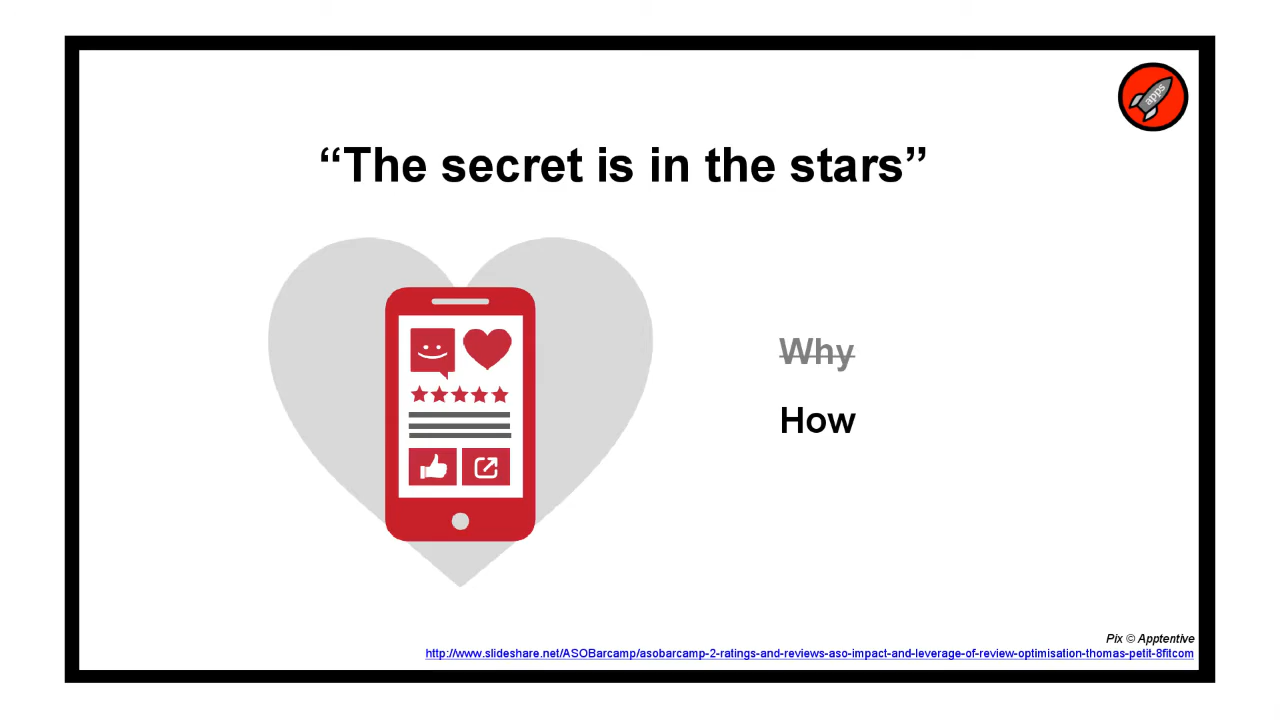 apps
“The secret is in the stars”
Why
How
Pix © Apptentive
http://www.slideshare.net/ASOBarcamp/asobarcamp-2-ratings-and-reviews-aso-impact-and-leverage-of-review-optimisation-thomas-petit-8fitcom